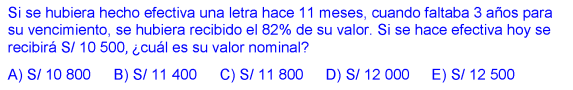 Si se hubiera hecho efectiva una letra hace 11 meses, cuando faltaba 3 años para
su vencimiento, se hubiera recibido el 82% de su valor. Si se hace efectiva hoy se
recibirá S/ 10 500, ¿cuál es su valor nominal?
A) S/ 10 800 B) S/ 11 400 C) S/ 11 800 D) S/ 12 000 E) S/ 12 500